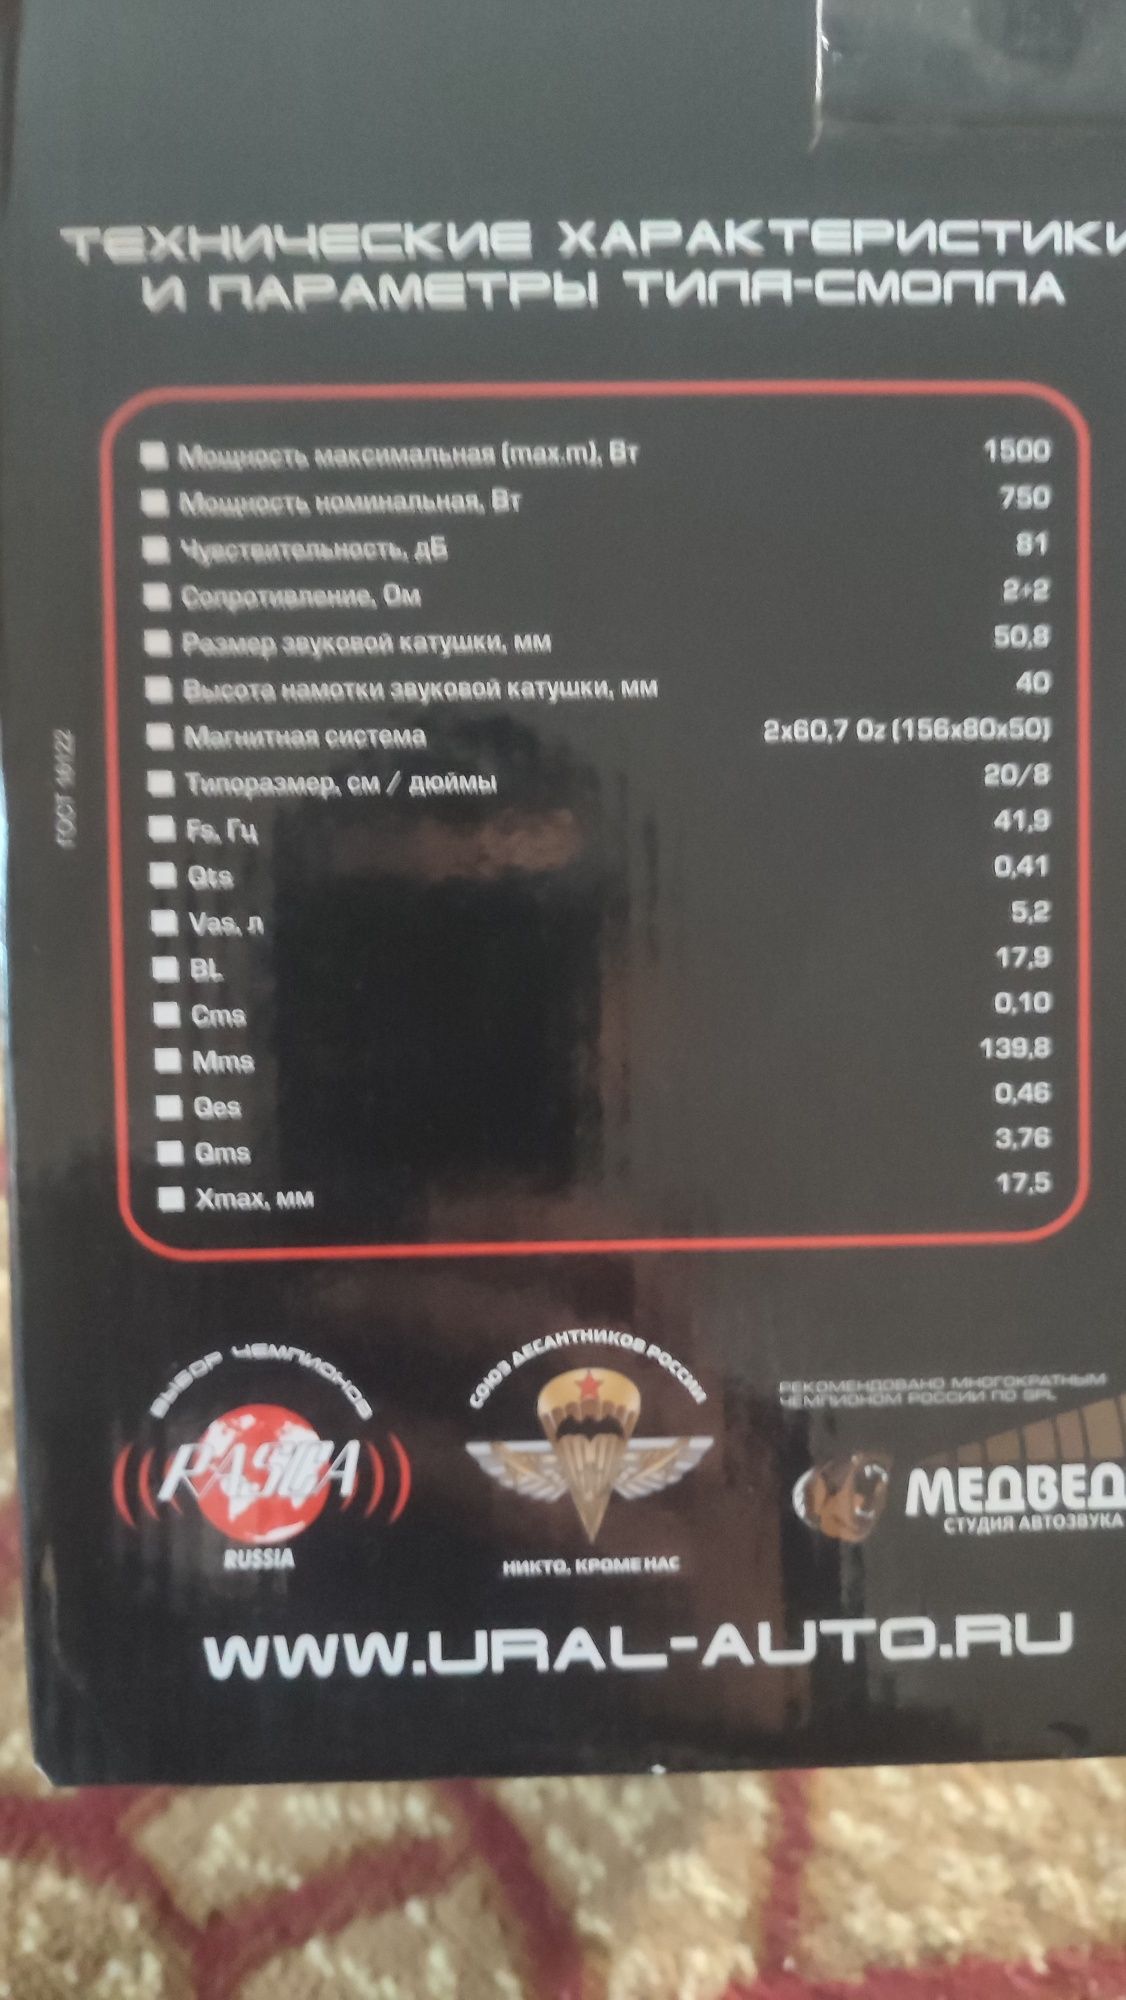 ТЕХНИЧЕСКИЕ ХАРАКТЕРИСТИКИ
И ПАРАМЕТРЫ ТИЛЯ-СМОЛЛА
Мощность максимальная (max.m), Вт 1500
Мощность номинальная, Вт 750
Чувствительность, дБ 81
Сопротивление, Ом 2+2
Размер звуковой катушки, мм 50,8
Высота намотки звуковой катушки, мм 40
Магнитная система 2x60,7 Oz (156x80x50)
Типоразмер, см / дюймы 20/8
Fs, Гц 41,9
Qts 0,41
Vas, л 5,2
BL 17,9
Cms 0,10
Mms 139,8
Qes 0,46
Qms 3,76
Xmax, мм 17,5
ГОСТ
ВЫБОР ЧЕМПИОНОВ
RASCA
RUSSIA
СОЮЗ ДЕСАНТНИКОВ РОССИИ
НИКТО, КРОМЕ НАС
РЕКОМЕНДОВАНО МНОГОКРАТНЫМ
ЧЕМПИОНОМ РОССИИ ПО SPL
МЕДВЕД
СТУДИЯ АВТОЗВУКА
WWW.URAL-AUTO.RU